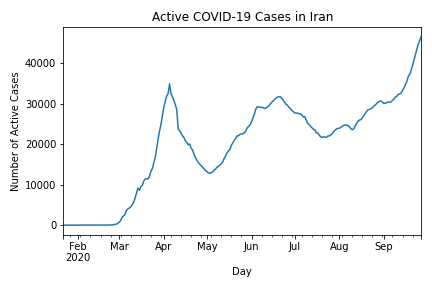 Active COVID-19 Cases in Iran
Number of Active Cases
40000
30000
20000
10000
0
Feb Mar Apr May Jun Jul Aug Sep
2020
Day